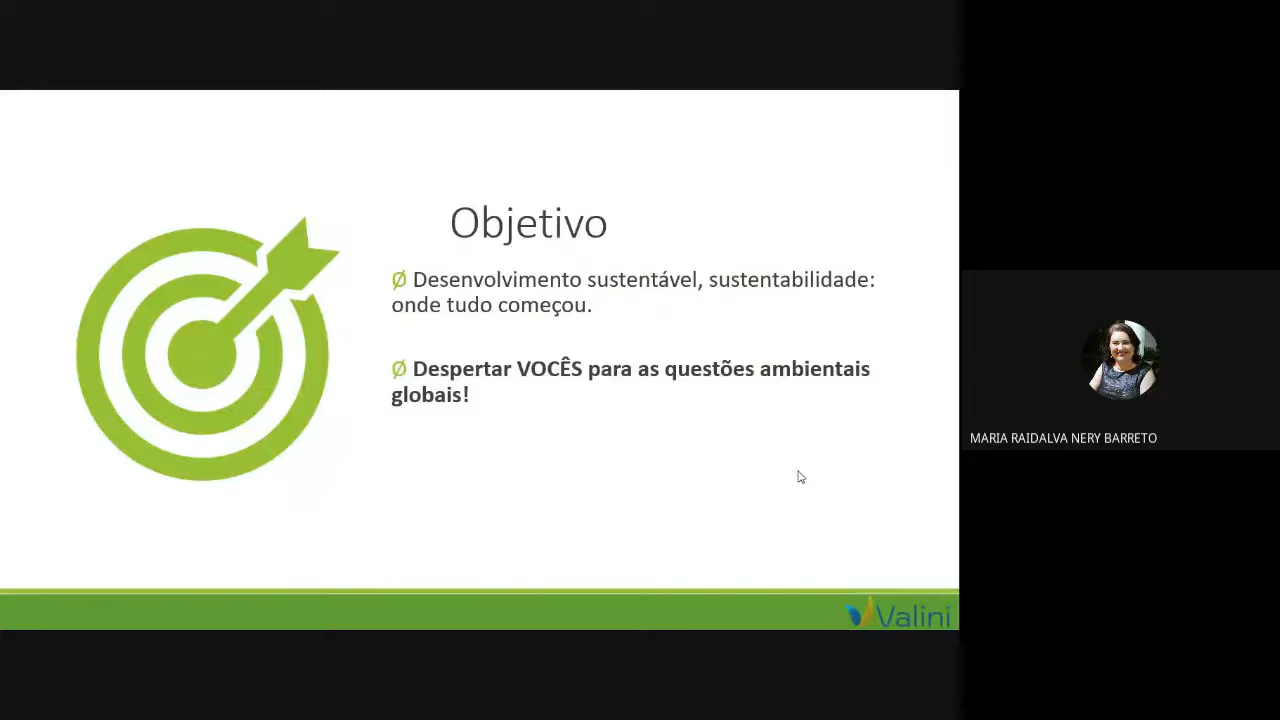 Objetivo
Ø Desenvolvimento sustentável, sustentabilidade:
onde tudo começou.
Ø Despertar VOCÊS para as questões ambientais
globais!
MARIA RAIDALVA NERY BARRETO
Valini